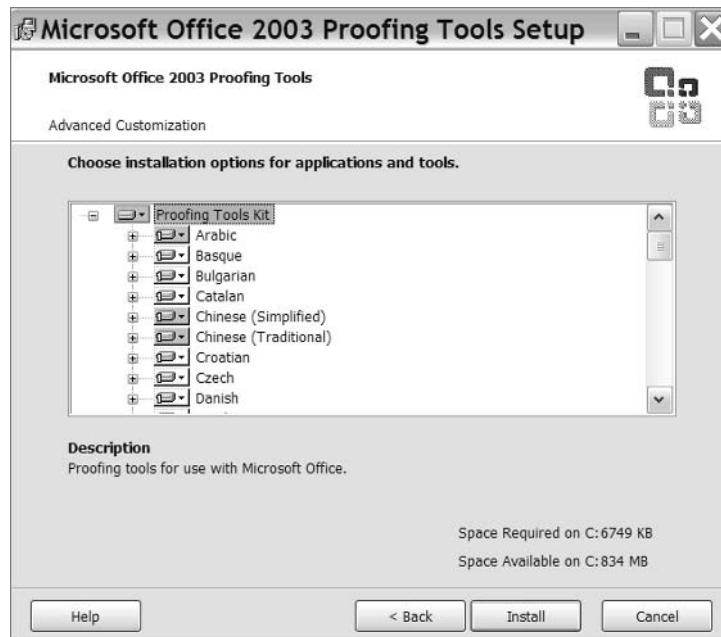 Microsoft Office 2003 Proofing Tools Setup
Microsoft Office 2003 Proofing Tools
Advanced Customization
Choose installation options for applications and tools.
Proofing Tools Kit
Arabic
Basque
Bulgarian
Catalan
Chinese (Simplified)
Chinese (Traditional)
Croatian
Czech
Danish
Description
Proofing tools for use with Microsoft Office.
Space Required on C: 6749 KB
Space Available on C: 834 MB
Help < Back Install Cancel